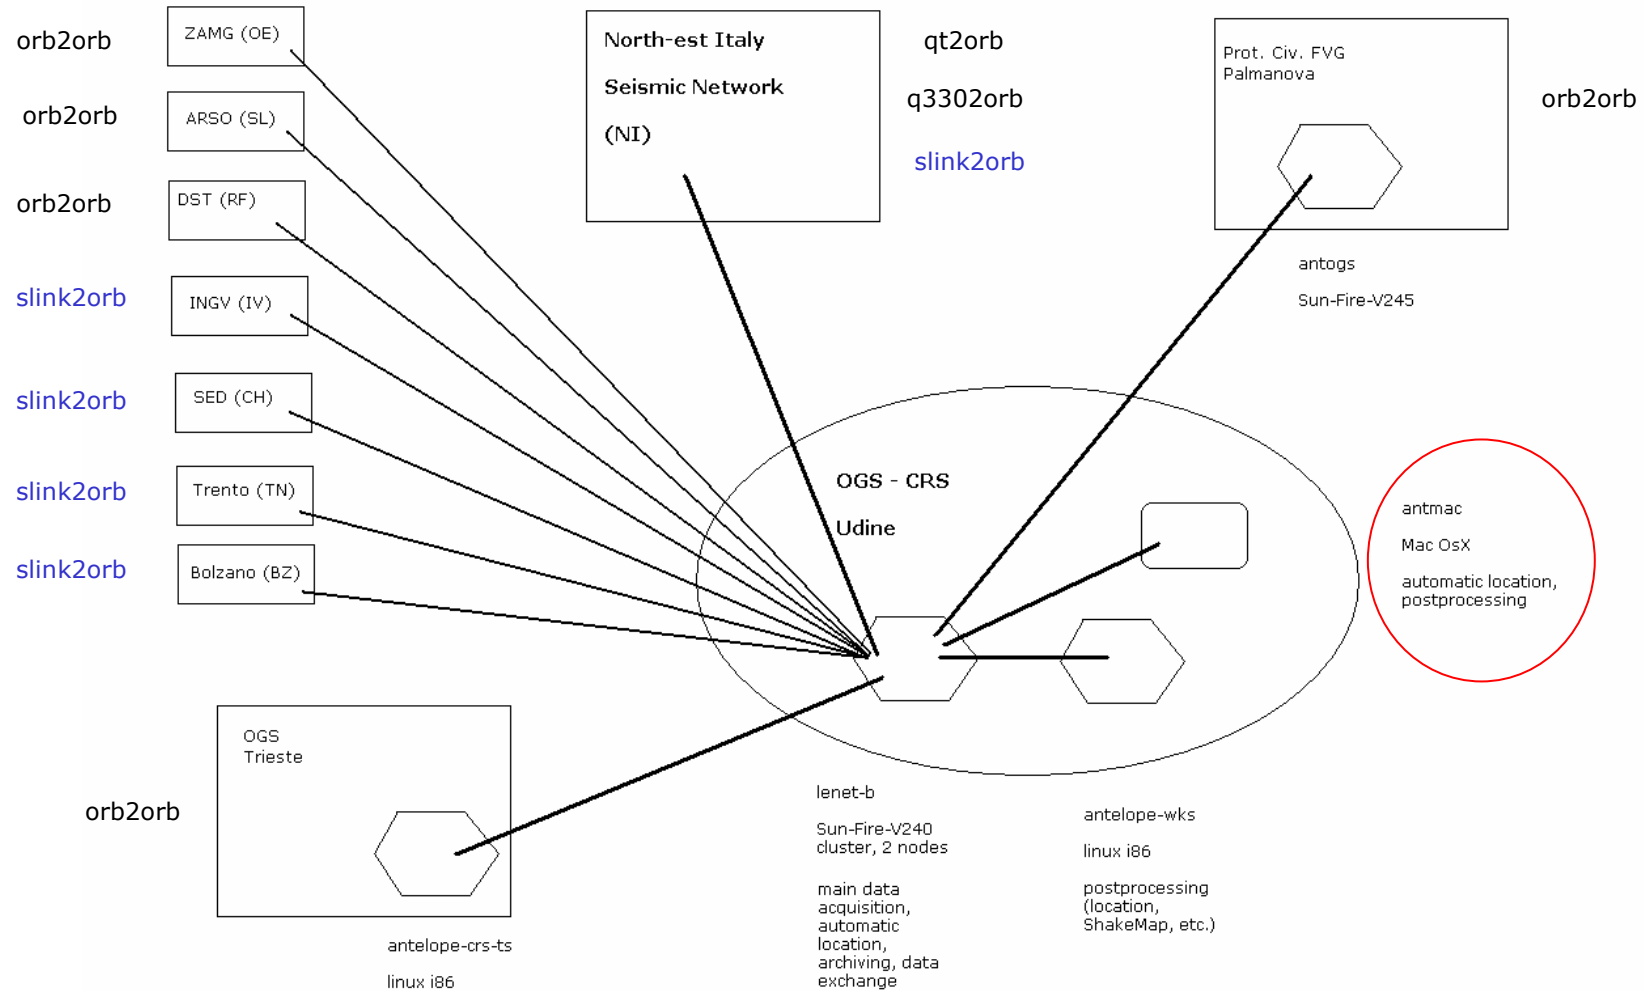 orb2orb
ZAMG (OE)
orb2orb
ARSO (SL)
orb2orb
DST (RF)
slink2orb
INGV (IV)
slink2orb
SED (CH)
slink2orb
Trento (TN)
slink2orb
Bolzano (BZ)
North-est Italy
Seismic Network
(NI)
qt2orb
q3302orb
slink2orb
Prot. Civ. FVG
Palmanova
orb2orb
antogs
Sun-Fire-V245
OGS - CRS
Udine
antmac
Mac OsX
automatic location,
postprocessing
OGS
Trieste
orb2orb
antelope-crs-ts
linux i86
lenet-b
Sun-Fire-V240
cluster, 2 nodes
main data
acquisition,
automatic
location,
archiving, data
exchange
antelope-wks
linux i86
postprocessing
(location,
ShakeMap, etc.)